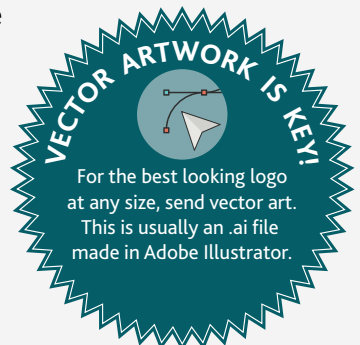 e
VECTOR ARTWORK IS KEY!
For the best looking logo
at any size, send vector art.
This is usually an .ai file
made in Adobe Illustrator.